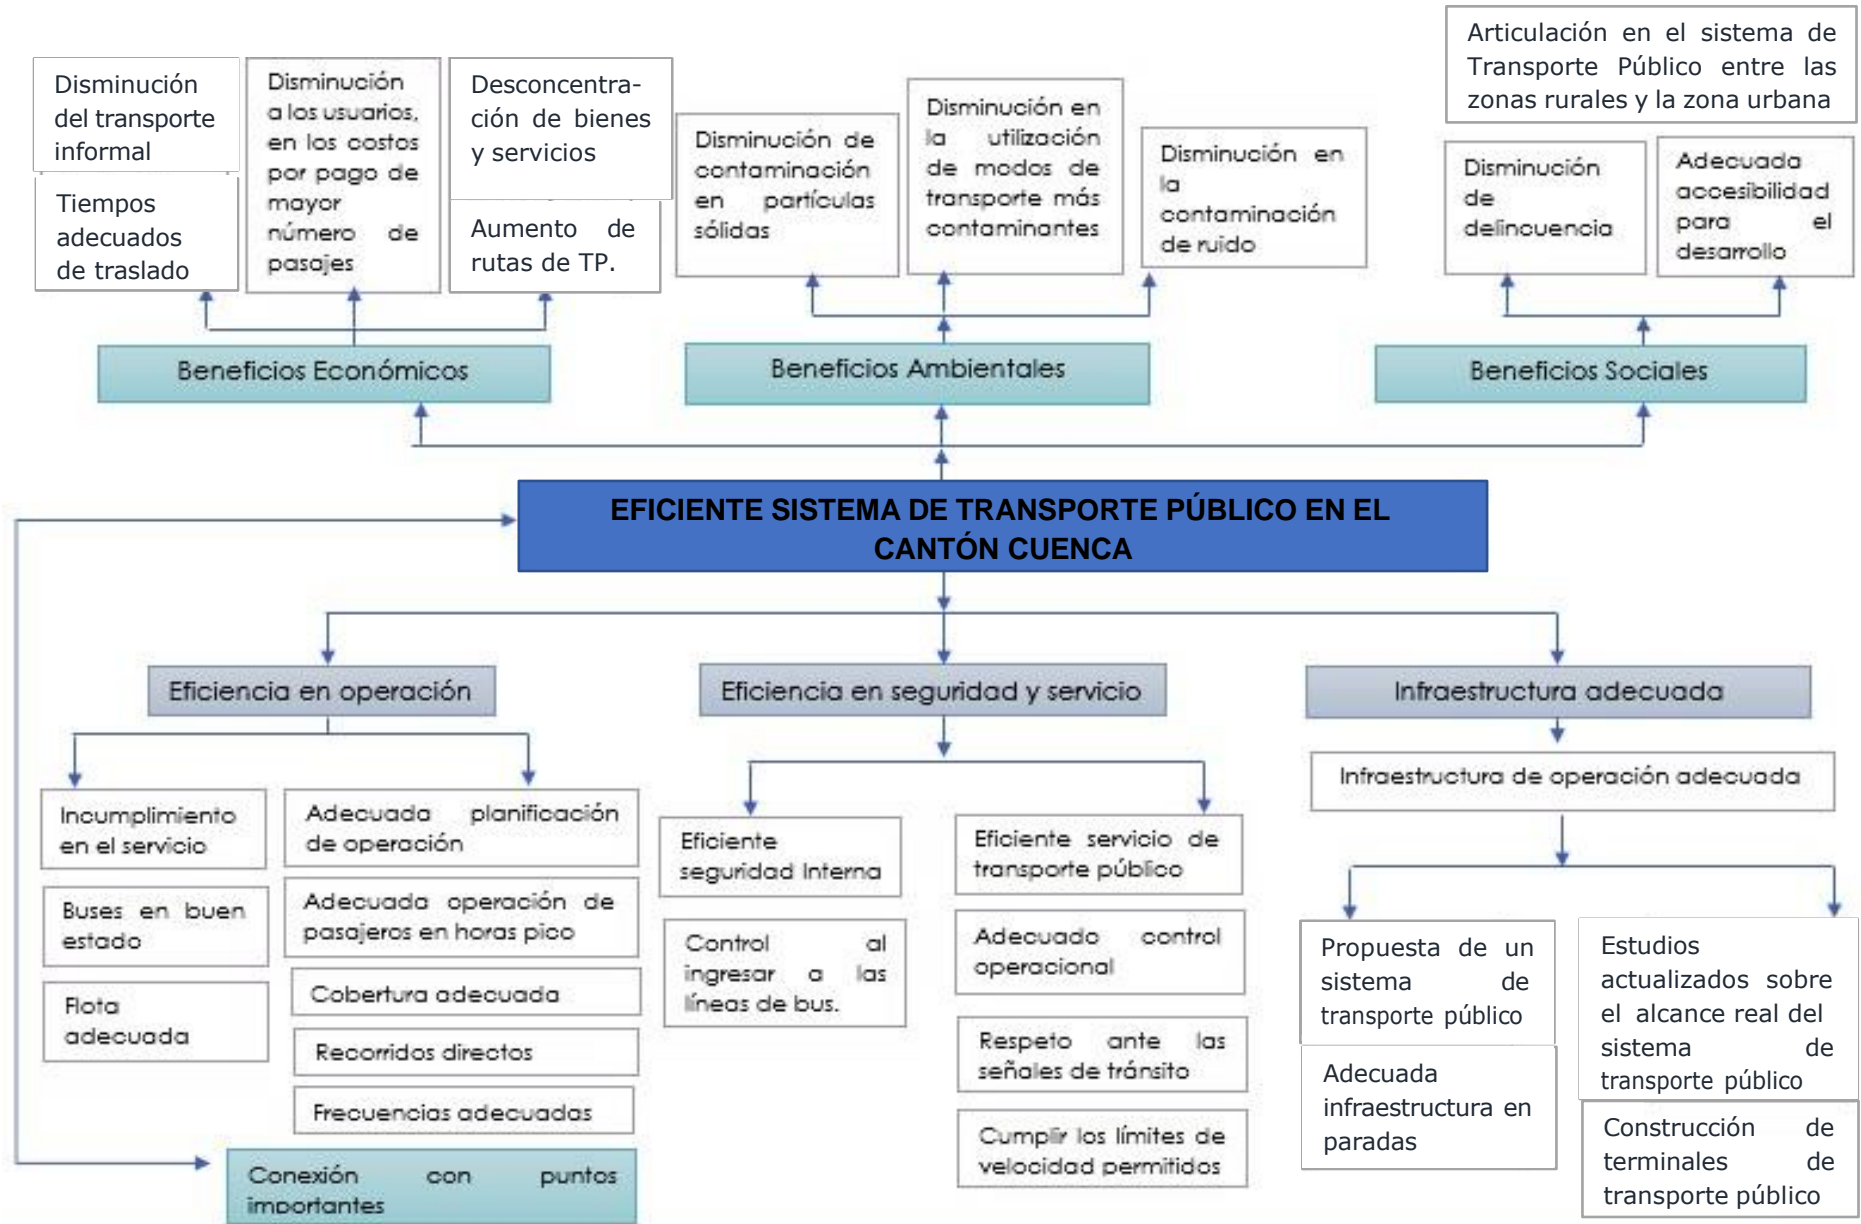 Disminución
del transporte
informal
Tiempos
adecuados
de traslado
Disminución
a los usuarios,
en los costos
por pago de
mayor
número de
pasajes
Desconcentra-
ción de bienes
y servicios
Aumento de
rutas de TP.
Disminución de
contaminación
en partículas
sólidas
Disminución en
la utilización
de modos de
transporte más
contaminantes
Disminución en
la
contaminación
de ruido
Articulación en el sistema de
Transporte Público entre las
zonas rurales y la zona urbana
Disminución
de
delincuencia
Adecuada
accesibilidad
para el
desarrollo
Beneficios Económicos
Beneficios Ambientales
Beneficios Sociales
EFICIENTE SISTEMA DE TRANSPORTE PÚBLICO EN EL
CANTÓN CUENCA
Eficiencia en operación
Eficiencia en seguridad y servicio
Infraestructura adecuada
Incumplimiento
en el servicio
Buses en buen
estado
Flota
adecuada
Adecuada planificación
de operación
Adecuada operación de
pasajeros en horas pico
Cobertura adecuada
Recorridos directos
Frecuencias adecuadas
Conexión con puntos
importantes
Eficiente
seguridad Interna
Control al
ingresar a las
líneas de bus.
Eficiente servicio de
transporte público
Adecuado control
operacional
Respeto ante las
señales de tránsito
Cumplir los límites de
velocidad permitidos
Infraestructura de operación adecuada
Propuesta de un
sistema de
transporte público
Adecuada
infraestructura en
paradas
Estudios
actualizados sobre
el alcance real del
sistema de
transporte público
Construcción de
terminales de
transporte público